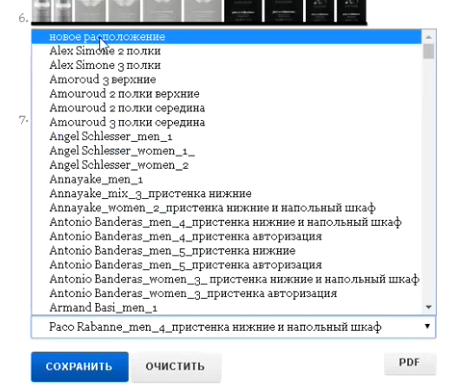 6.
новое расположение
Alex Simone 2 полки
Alex Simone 3 полки
Amoroud 3 верхние
Amouroud 2 полки верхние
Amouroud 2 полки середина
Amouroud 3 полки середина
7.
Angel Schlesser_men_1
Angel Schlesser_women_1_
Angel Schlesser_women_2
Annayake_men_1
Annayake_mix_3_пристенка нижние
Annayake_women_2_пристенка нижние и напольный шкаф
Antonio Banderas_men_4_пристенка нижние и напольный шкаф
Antonio Banderas_men_4_пристенка авторизация
Antonio Banderas_men_5_пристенка нижние
Antonio Banderas_men_5_пристенка авторизация
Antonio Banderas_women_3_ пристенка нижние и напольный шкаф
Antonio Banderas_women_3_пристенка авторизация
Armand Basi_men_1
Paco Rabanne_men_4_пристенка нижние и напольный шкаф
СОХРАНИТЬ ОЧИСТИТЬ PDF